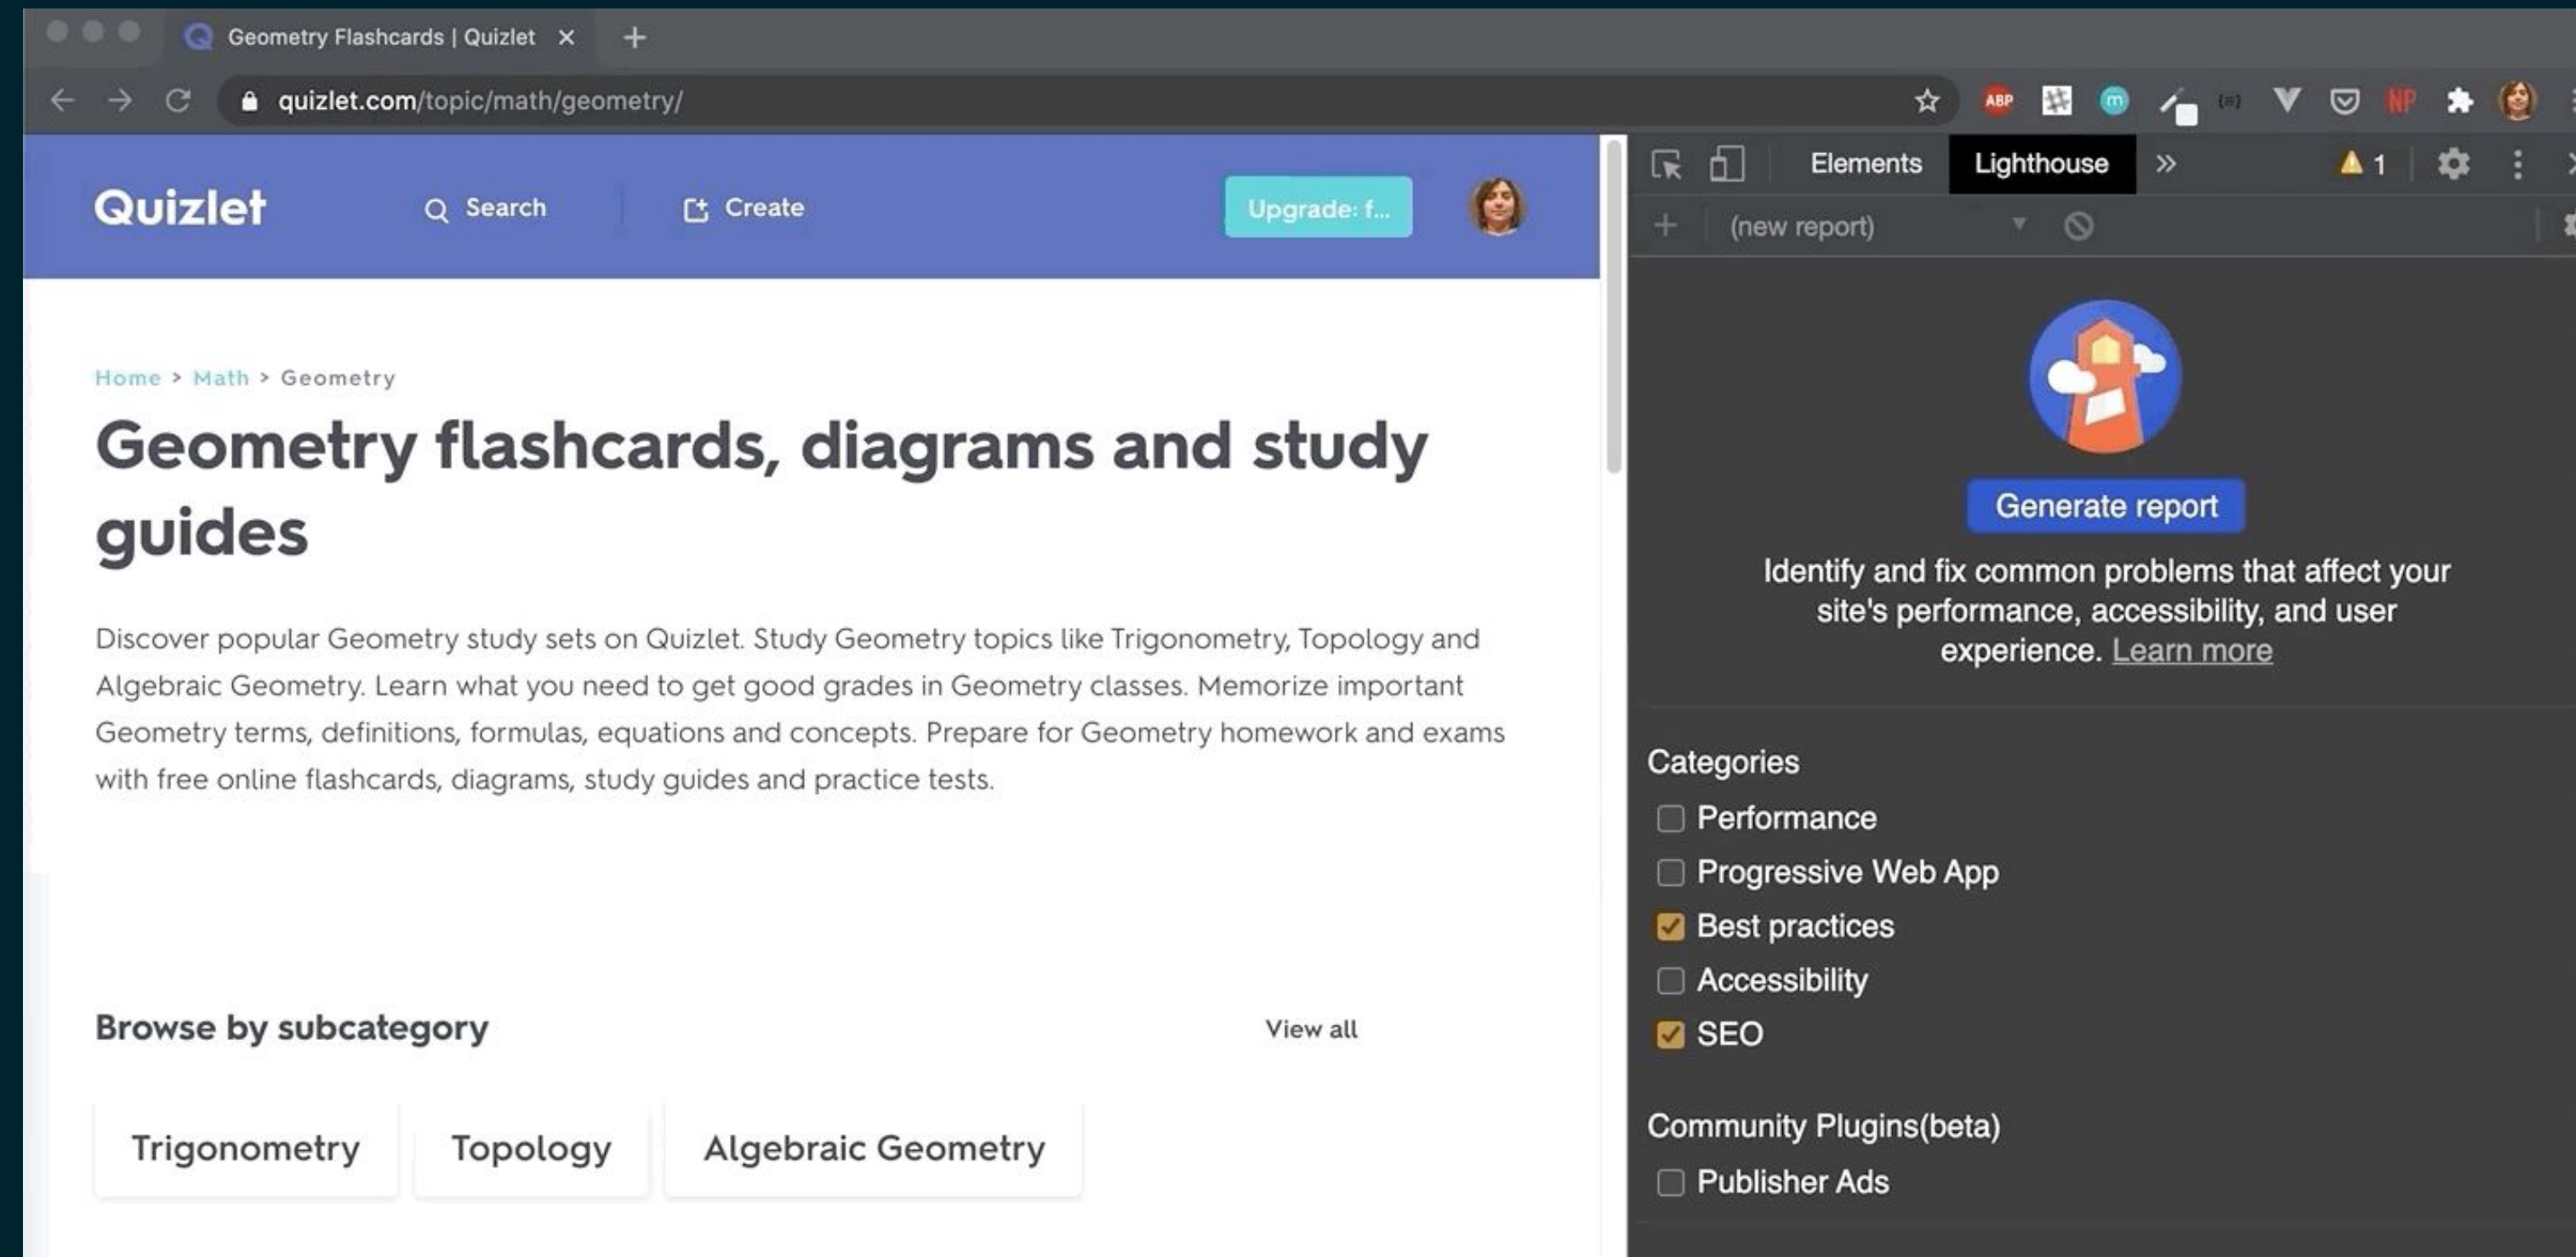 Geometry Flashcards | Quizlet
quizlet.com/topic/math/geometry/
ABP
m
NP
Quizlet
Search
Create
Upgrade: f...
Home > Math > Geometry
Geometry flashcards, diagrams and study
guides
Discover popular Geometry study sets on Quizlet. Study Geometry topics like Trigonometry, Topology and
Algebraic Geometry. Learn what you need to get good grades in Geometry classes. Memorize important
Geometry terms, definitions, formulas, equations and concepts. Prepare for Geometry homework and exams
with free online flashcards, diagrams, study guides and practice tests.
Browse by subcategory
View all
Trigonometry
Topology
Algebraic Geometry
Elements
Lighthouse
1
(new report)
Generate report
Identify and fix common problems that affect your
site's performance, accessibility, and user
experience. Learn more
Categories
Performance
Progressive Web App
Best practices
Accessibility
SEO
Community Plugins(beta)
Publisher Ads